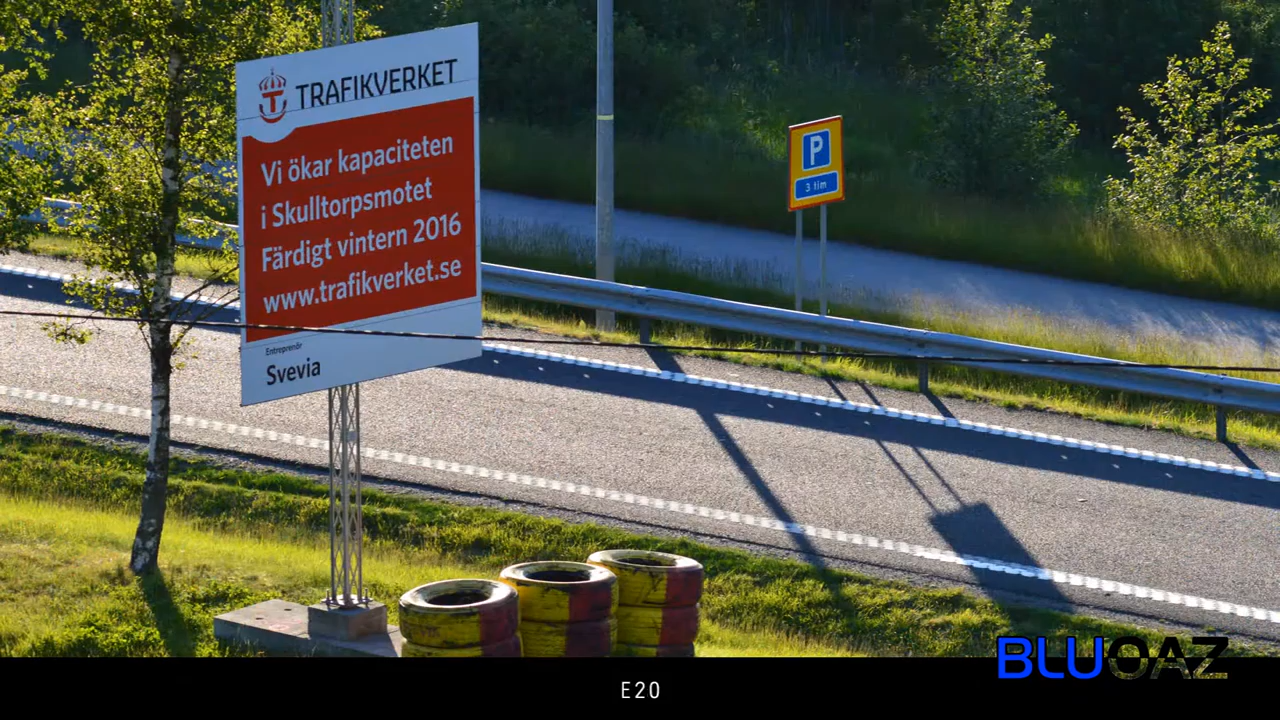 TRAFIKVERKET
Vi ökar kapaciteten
i Skulltorpsmotet
Färdigt vintern 2016
www.trafikverket.se
Entreprenör
Svevia
P
3 tim
E20
BLUOAZ